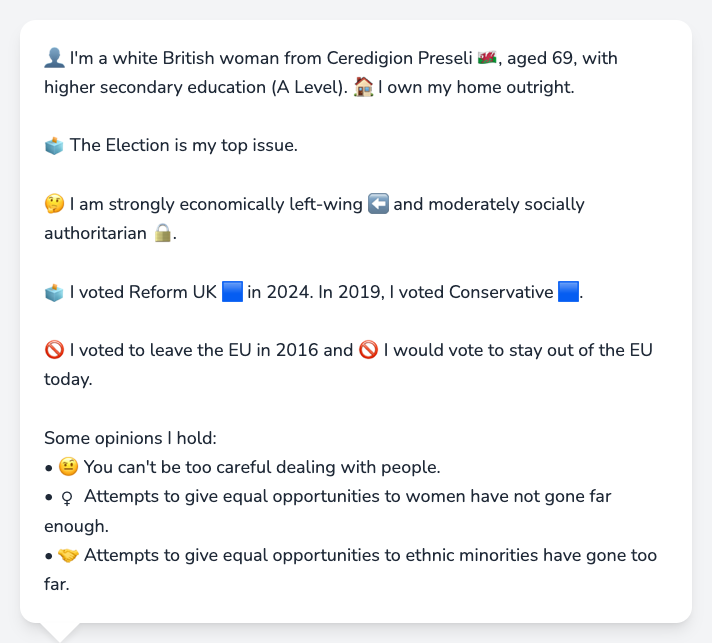 👤 I'm a white British woman from Ceredigion Preseli 🏴󠁧󠁢󠁷󠁬󠁳󠁿, aged 69, with
higher secondary education (A Level). 🏠 I own my home outright.
🗳️ The Election is my top issue.
🤔 I am strongly economically left-wing ⬅️ and moderately socially
authoritarian 🔒.
🗳️ I voted Reform UK 🟦 in 2024. In 2019, I voted Conservative 🟦.
🚫 I voted to leave the EU in 2016 and 🚫 I would vote to stay out of the EU
today.
Some opinions I hold:
• 🤨 You can't be too careful dealing with people.
• ♀ Attempts to give equal opportunities to women have not gone far
enough.
• 🤝 Attempts to give equal opportunities to ethnic minorities have gone too
far.